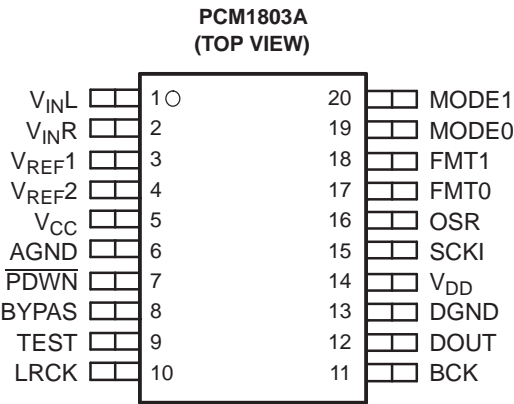 PCM1803A
(TOP VIEW)
VINL 1 20 MODE1
VINR 2 19 MODE0
VREF1 3 18 FMT1
VREF2 4 17 FMT0
VCC 5 16 OSR
AGND 6 15 SCKI
PDWN 7 14 VDD
BYPAS 8 13 DGND
TEST 9 12 DOUT
LRCK 10 11 BCK